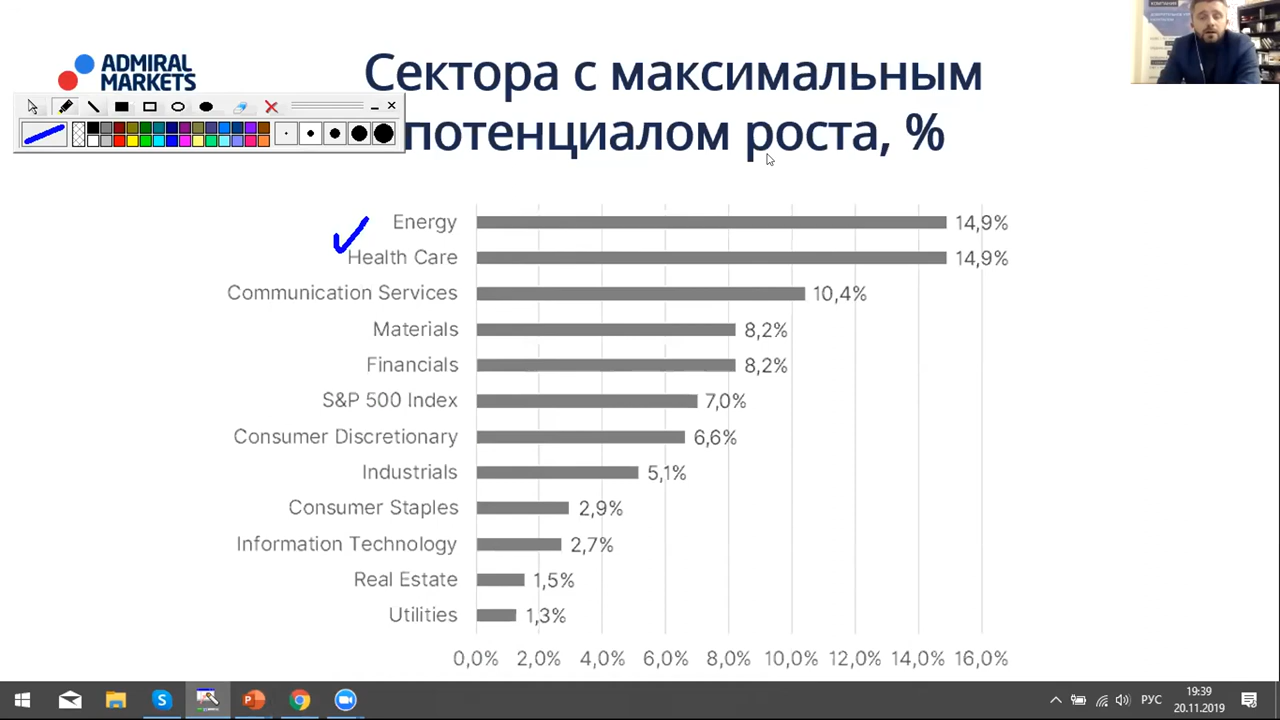 ADMIRAL
MARKETS
Сектора с максимальным
потенциалом роста, %
Energy 14,9%
Health Care 14,9%
Communication Services 10,4%
Materials 8,2%
Financials 8,2%
S&P 500 Index 7,0%
Consumer Discretionary 6,6%
Industrials 5,1%
Consumer Staples 2,9%
Information Technology 2,7%
Real Estate 1,5%
Utilities 1,3%
0,0% 2,0% 4,0% 6,0% 8,0% 10,0% 12,0% 14,0% 16,0%
РУС
19:39
20.11.2019